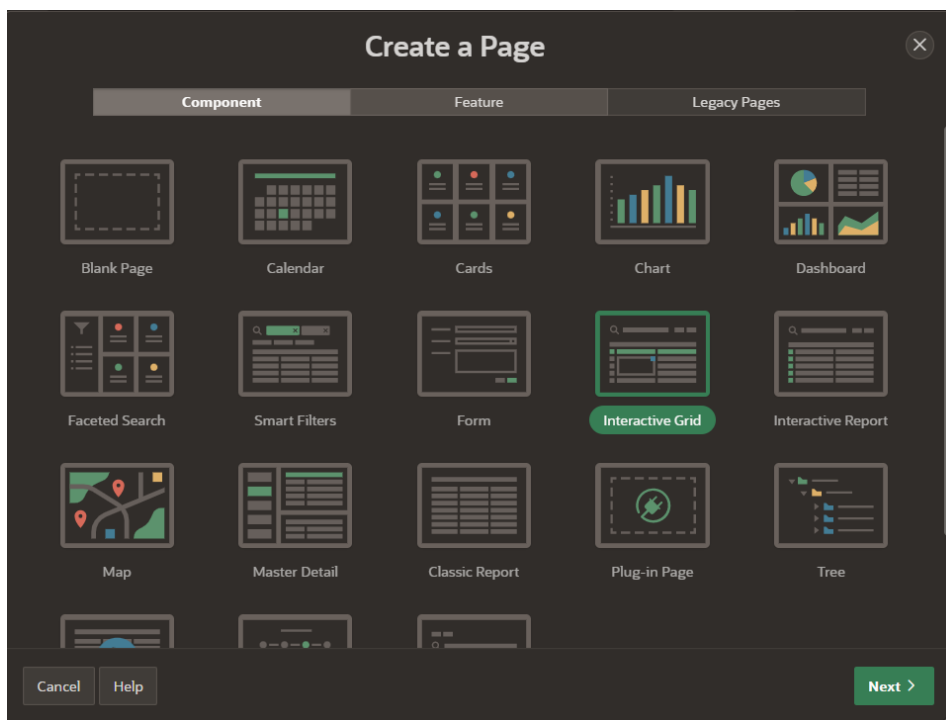 Create a Page
Component Feature Legacy Pages
Blank Page Calendar Cards Chart Dashboard
Faceted Search Smart Filters Form Interactive Grid Interactive Report
Map Master Detail Classic Report Plug-in Page Tree
Cancel Help Next